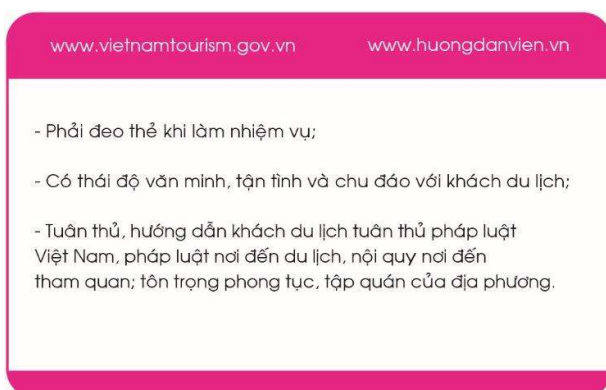 www.vietnamtourism.gov.vn www.huongdanvien.vn
- Phải đeo thẻ khi làm nhiệm vụ;
- Có thái độ văn minh, tận tình và chu đáo với khách du lịch;
- Tuân thủ, hướng dẫn khách du lịch tuân thủ pháp luật
Việt Nam, pháp luật nơi đến du lịch, nội quy nơi đến
tham quan; tôn trọng phong tục, tập quán của địa phương.